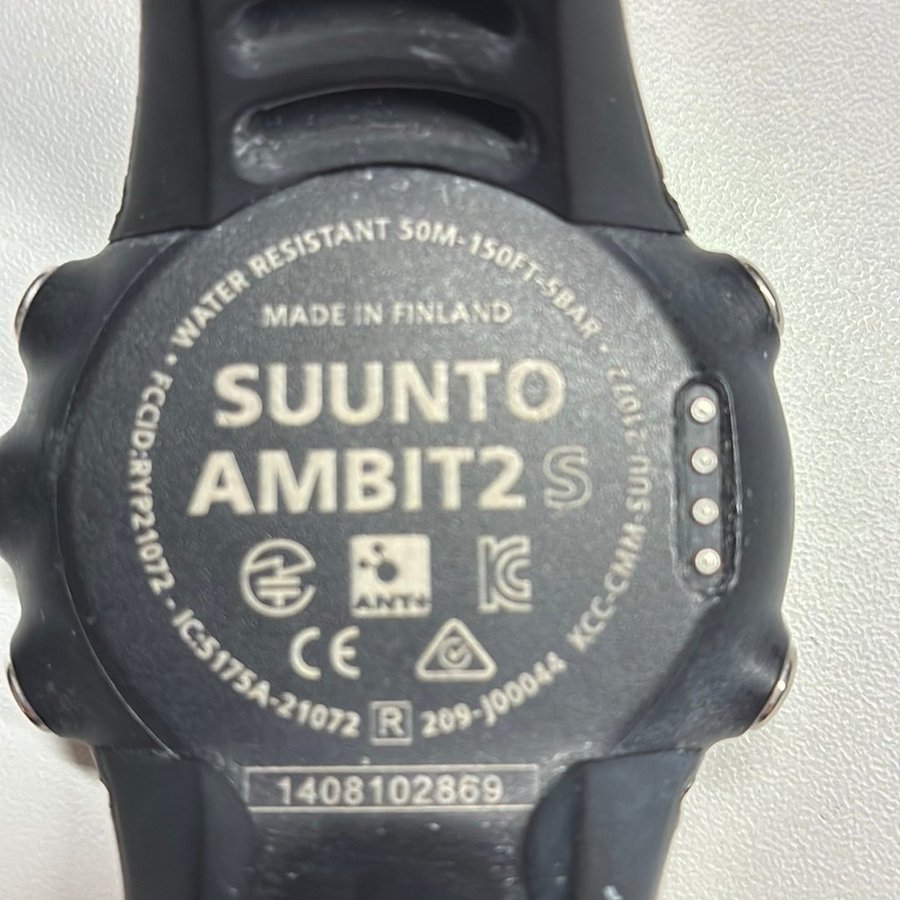 WATER RESISTANT 50M-150FT-5BAR •
MADE IN FINLAND
SUUNTO
AMBIT2 S
ANT+
CE
• FCCID:RYP21072 - IC:5175A-21072 R 209-J00044 KCC-CMM-SUU-21072
1408102869